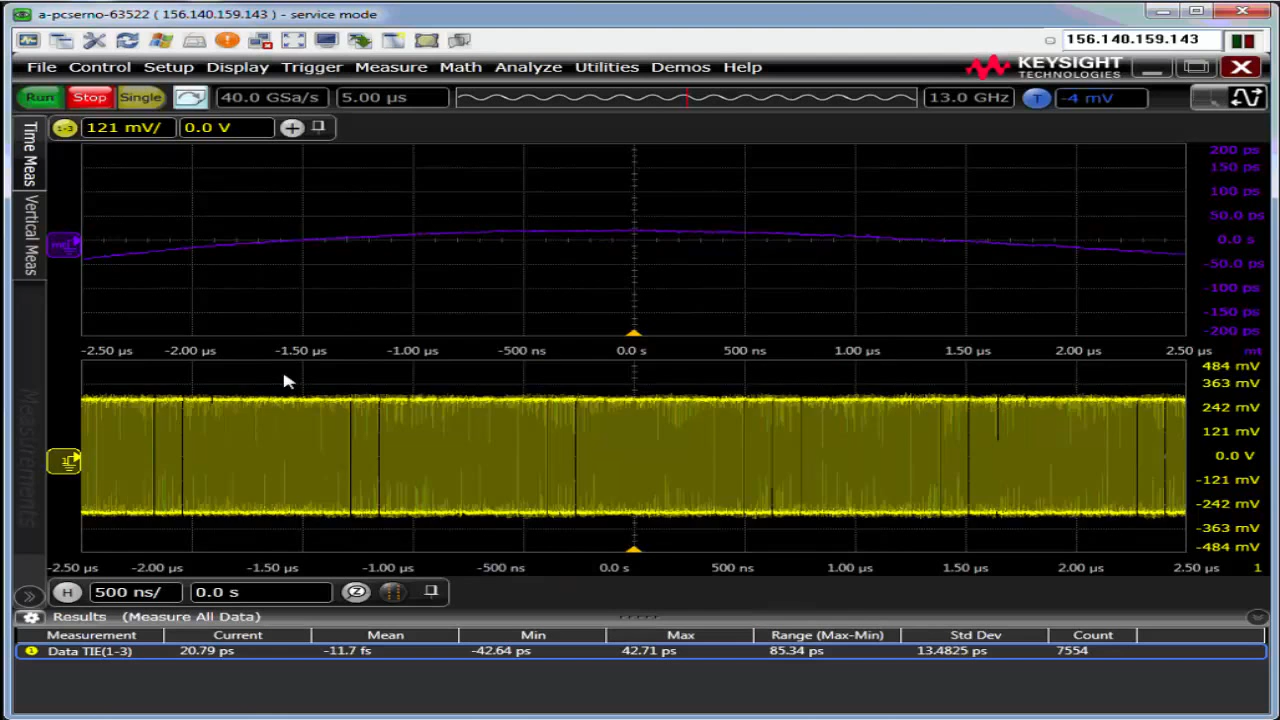 a-pcserno-63522 ( 156.140.159.143 ) - service mode
156.140.159.143
File Control Setup Display Trigger Measure Math Analyze Utilities Demos Help
KEYSIGHT
TECHNOLOGIES
Run Stop Single 40.0 GSa/s 5.00 µs 13.0 GHz T -4 mV
1-3 121 mV/ 0.0 V
Time Meas
Vertical Meas
Measurements
200 ps
150 ps
100 ps
50.0 ps
0.0 s
-50.0 ps
-100 ps
-150 ps
-200 ps
-2.50 µs -2.00 µs -1.50 µs -1.00 µs -500 ns 0.0 s 500 ns 1.00 µs 1.50 µs 2.00 µs 2.50 µs mt
484 mV
363 mV
242 mV
121 mV
0.0 V
-121 mV
-242 mV
-363 mV
-484 mV
-2.50 µs -2.00 µs -1.50 µs -1.00 µs -500 ns 0.0 s 500 ns 1.00 µs 1.50 µs 2.00 µs 2.50 µs 1
H 500 ns/ 0.0 s
Results (Measure All Data)
Measurement Current Mean Min Max Range (Max-Min) Std Dev Count
1 Data TIE(1-3) 20.79 ps -11.7 fs -42.64 ps 42.71 ps 85.34 ps 13.4825 ps 7554